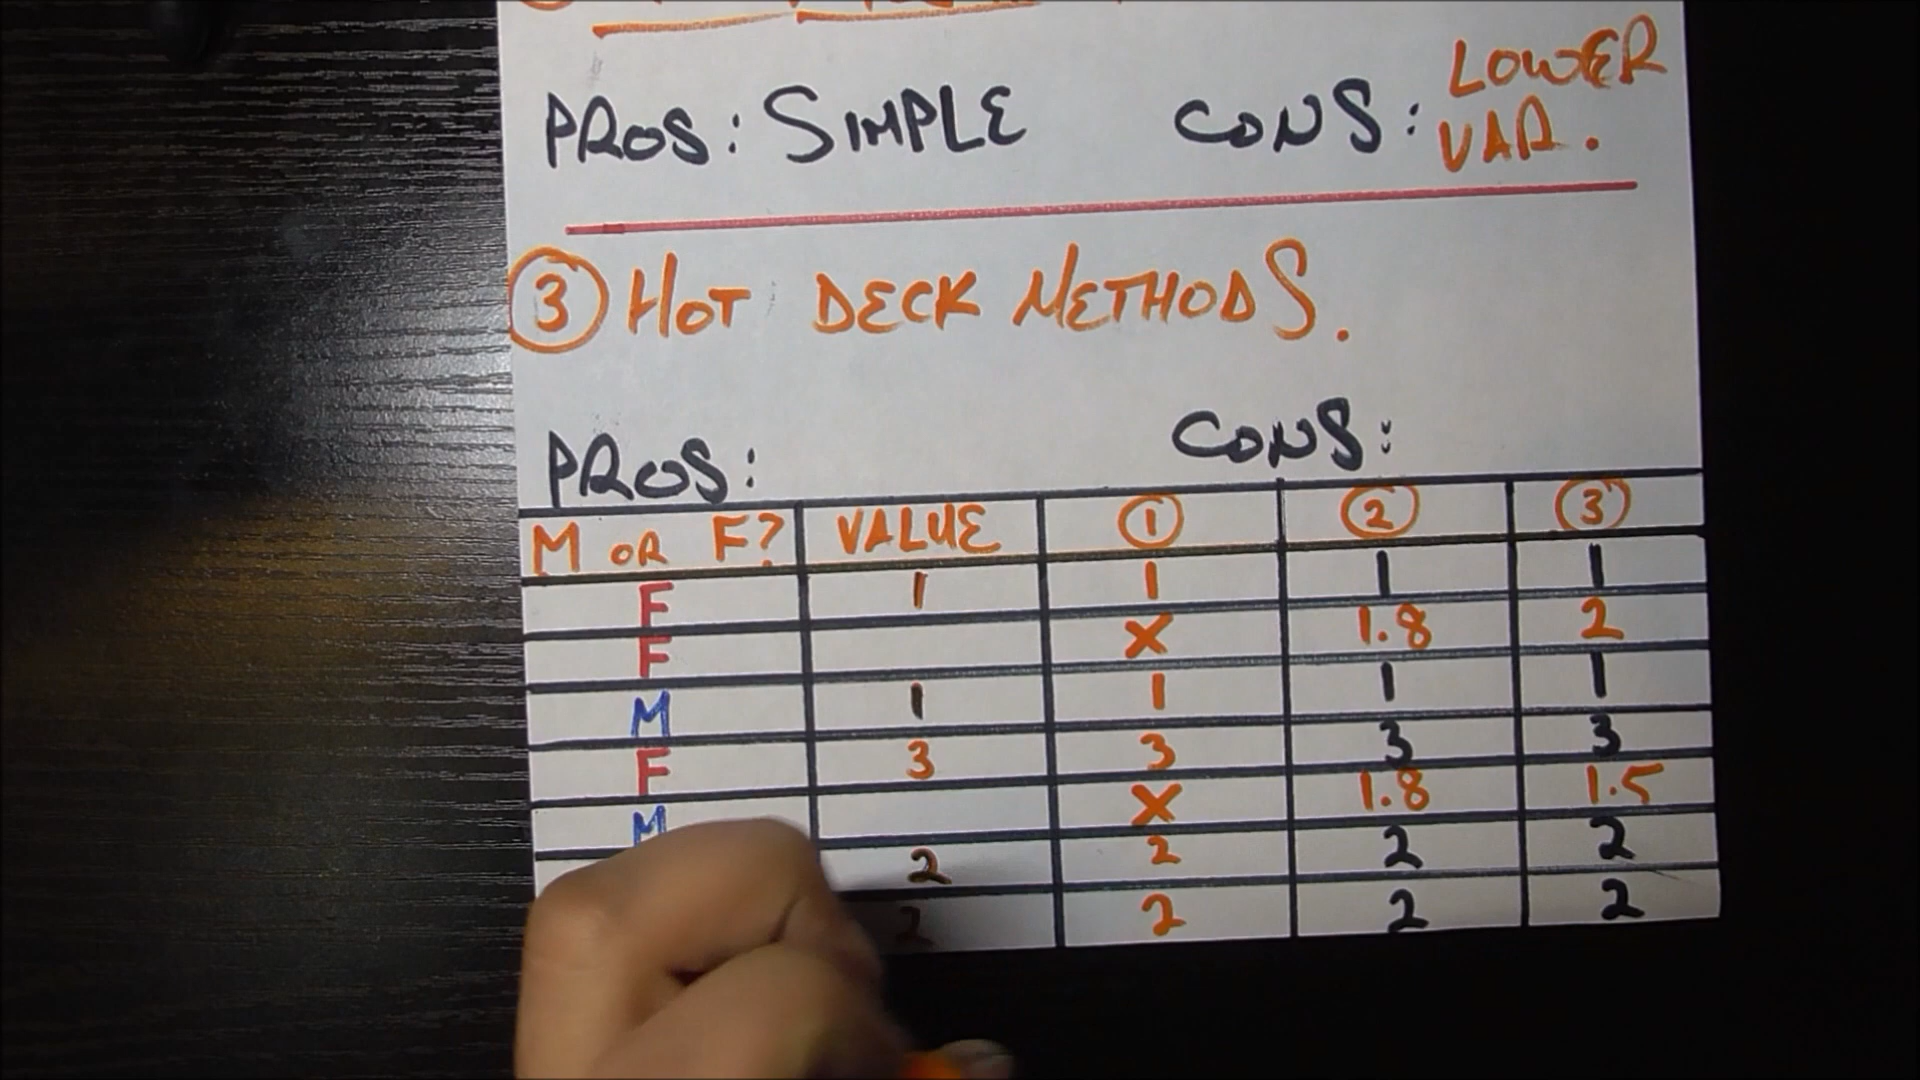 PROS: SIMPLE CONS: LOWER VAR.
3 HOT DECK METHODS.
PROS: CONS:
M OR F? VALUE 1 2 3
F 1 1 1 1
F X 1.8 2
M 1 1 1 1
F 3 3 3 3
M X 1.8 1.5
2 2 2 2
2 2 2 2